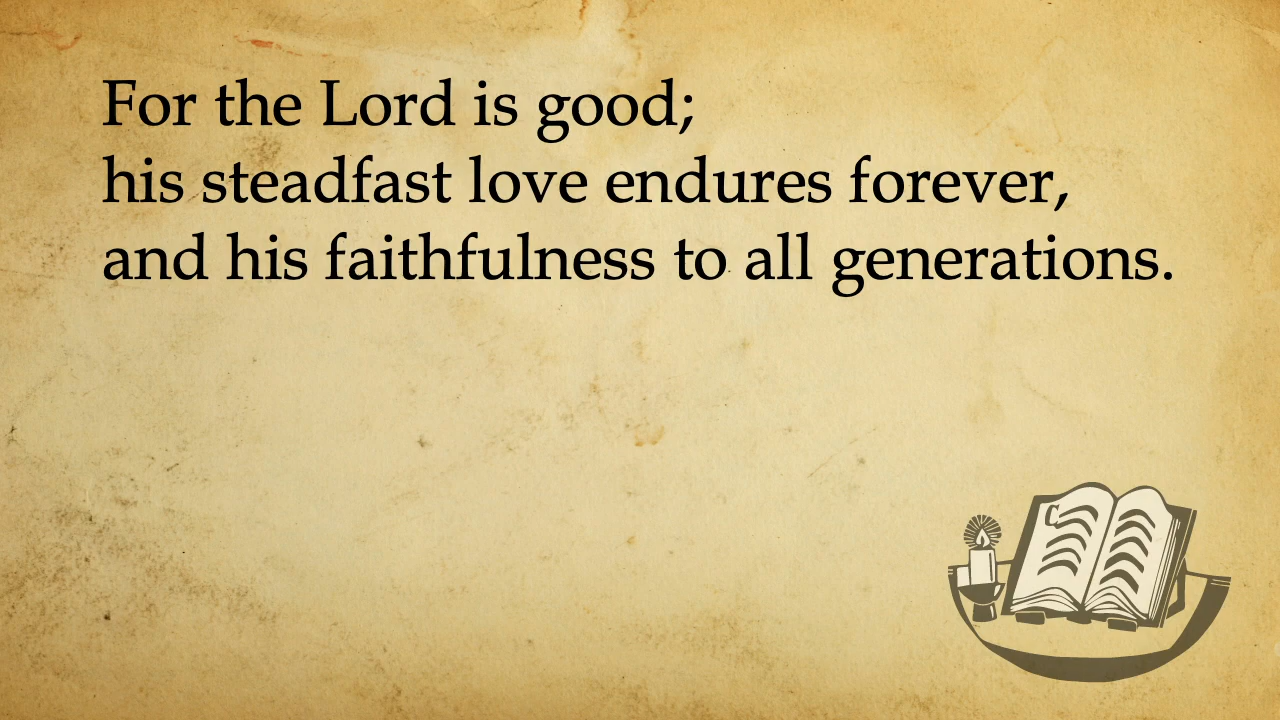 For the Lord is good;
his steadfast love endures forever,
and his faithfulness to all generations.